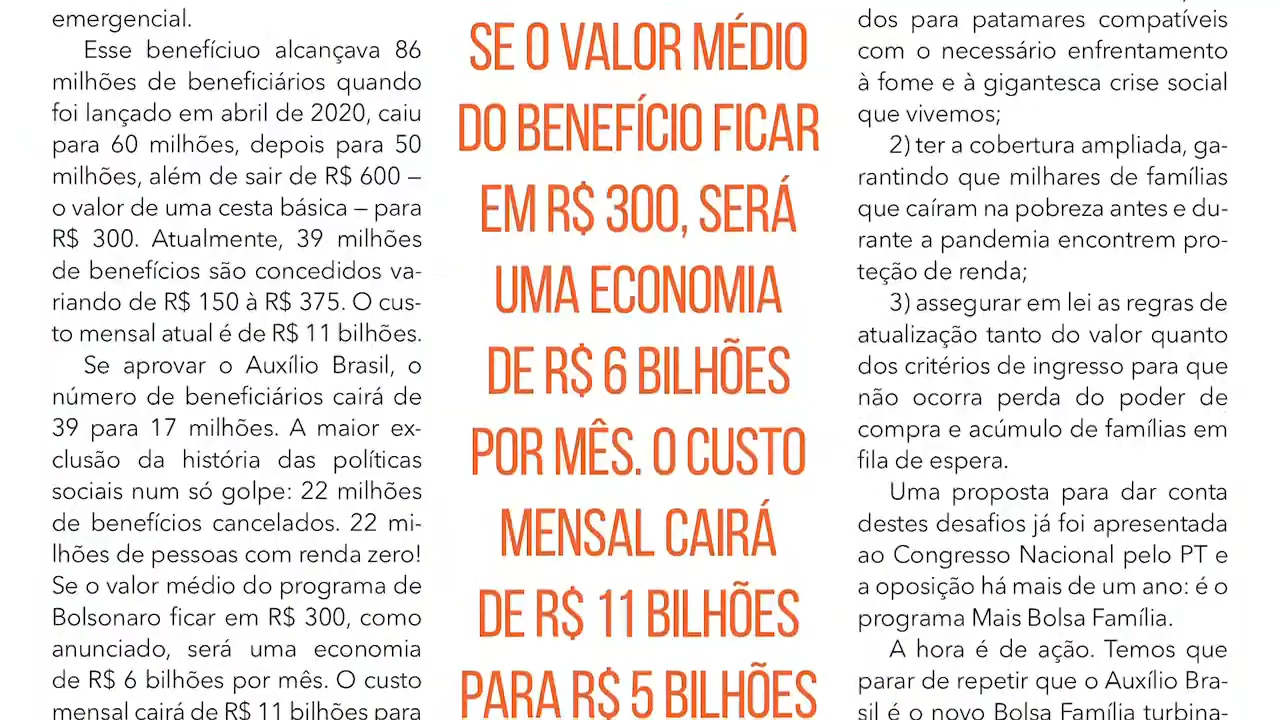 emergencial.
Esse benefíciuo alcançava 86
milhões de beneficiários quando
foi lançado em abril de 2020, caiu
para 60 milhões, depois para 50
milhões, além de sair de R$ 600 –
o valor de uma cesta básica – para
R$ 300. Atualmente, 39 milhões
de benefícios são concedidos va-
riando de R$ 150 à R$ 375. O cus-
to mensal atual é de R$ 11 bilhões.
Se aprovar o Auxílio Brasil, o
número de beneficiários cairá de
39 para 17 milhões. A maior ex-
clusão da história das políticas
sociais num só golpe: 22 milhões
de benefícios cancelados. 22 mi-
lhões de pessoas com renda zero!
Se o valor médio do programa de
Bolsonaro ficar em R$ 300, como
anunciado, será uma economia
de R$ 6 bilhões por mês. O custo
mensal cairá de R$ 11 bilhões para
SE O VALOR MÉDIO
DO BENEFÍCIO FICAR
EM R$ 300, SERÁ
UMA ECONOMIA
DE R$ 6 BILHÕES
POR MÊS. O CUSTO
MENSAL CAIRÁ
DE R$ 11 BILHÕES
PARA R$ 5 BILHÕES
dos para patamares compatíveis
com o necessário enfrentamento
à fome e à gigantesca crise social
que vivemos;
2) ter a cobertura ampliada, ga-
rantindo que milhares de famílias
que caíram na pobreza antes e du-
rante a pandemia encontrem pro-
teção de renda;
3) assegurar em lei as regras de
atualização tanto do valor quanto
dos critérios de ingresso para que
não ocorra perda do poder de
compra e acúmulo de famílias em
fila de espera.
Uma proposta para dar conta
destes desafios já foi apresentada
ao Congresso Nacional pelo PT e
a oposição há mais de um ano: é o
programa Mais Bolsa Família.
A hora é de ação. Temos que
parar de repetir que o Auxílio Bra-
sil é o novo Bolsa Família turbina-